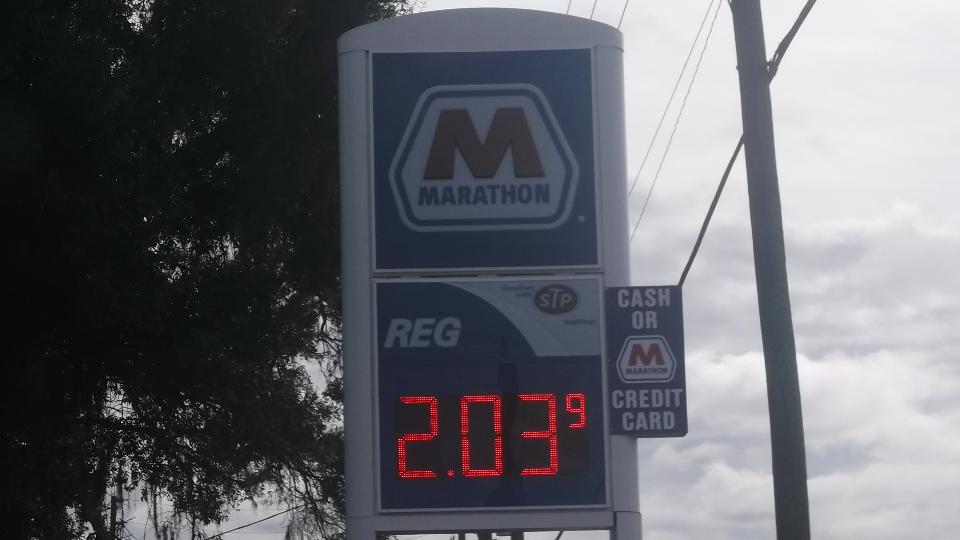 M
MARATHON
STP
REG
2.03 9
CASH
OR
M
MARATHON
CREDIT
CARD